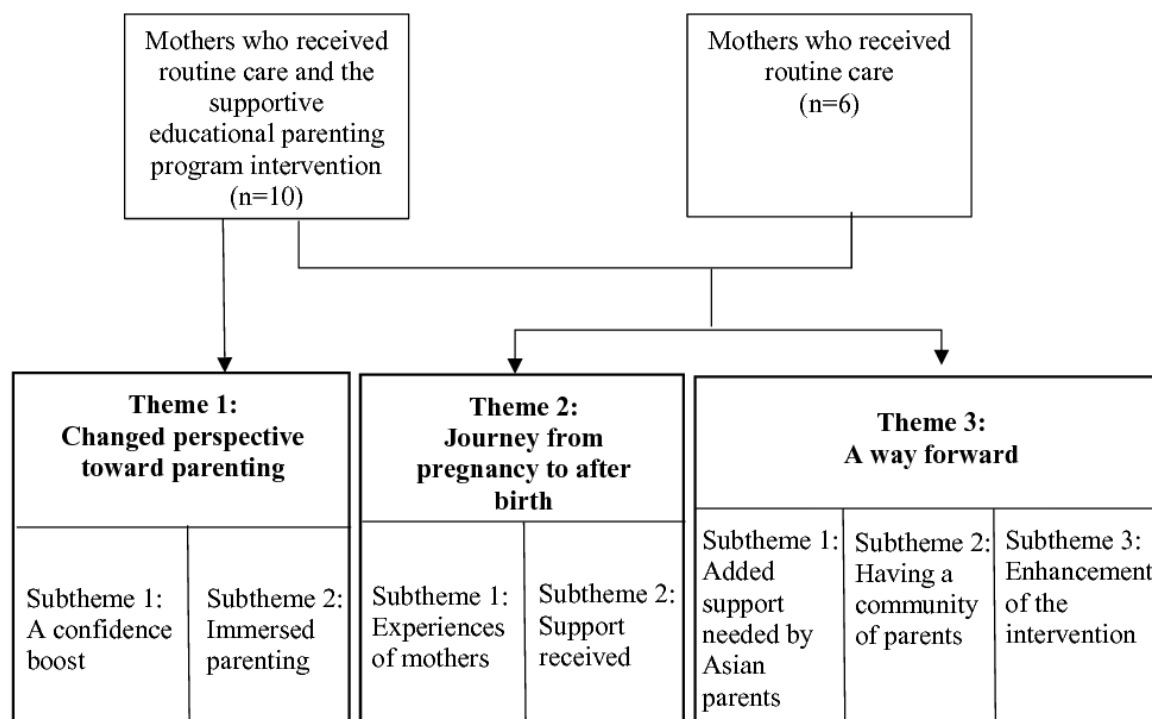 Mothers who received
routine care and the
supportive
educational parenting
program intervention
(n=10)
Mothers who received
routine care
(n=6)
Theme 1:
Changed perspective
toward parenting
Subtheme 1:
A confidence
boost
Subtheme 2:
Immersed
parenting
Theme 2:
Journey from
pregnancy to after
birth
Subtheme 1:
Experiences
of mothers
Subtheme 2:
Support
received
Theme 3:
A way forward
Subtheme 1:
Added
support
needed by
Asian
parents
Subtheme 2:
Having a
community
of parents
Subtheme 3:
Enhancement
of the
intervention